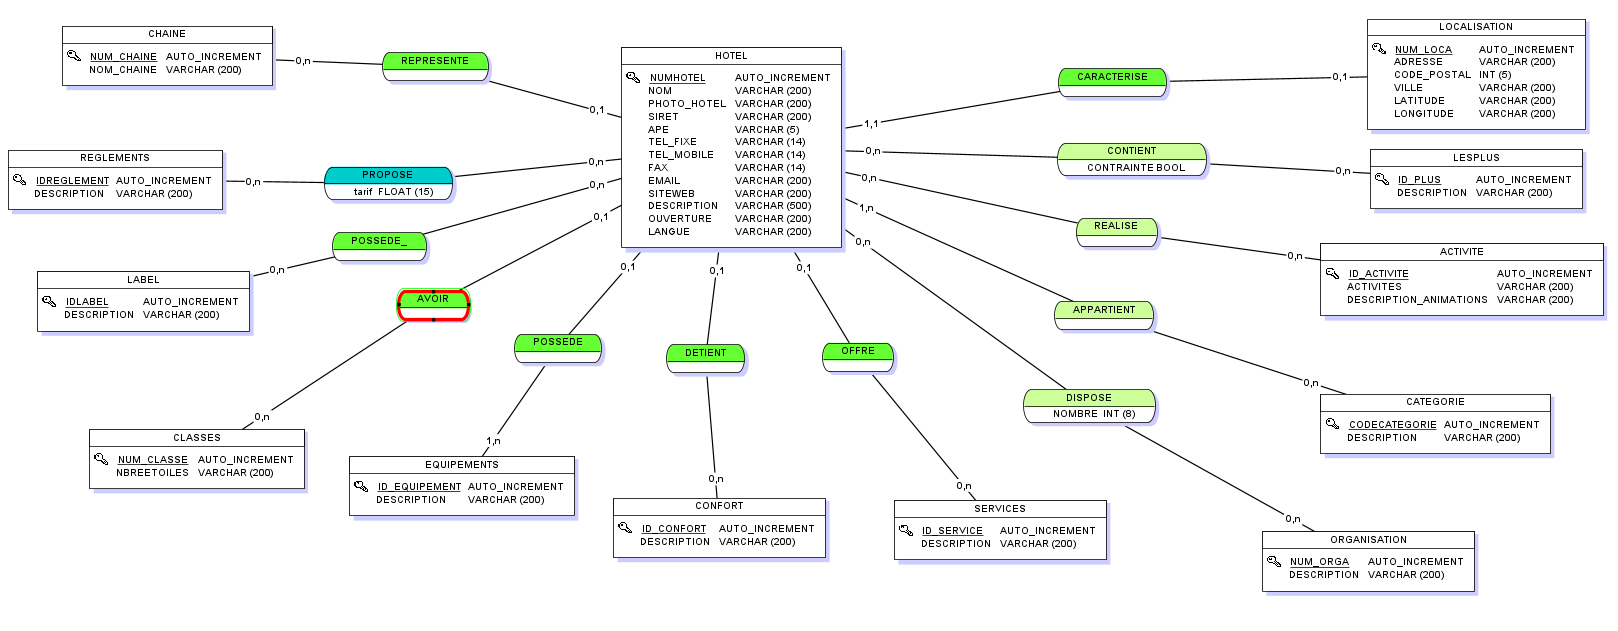 CHAINE
NUM_CHAINE AUTO_INCREMENT
NOM_CHAINE VARCHAR (200)
0,n
REPRESENTE
0,1
HOTEL
NUMHOTEL AUTO_INCREMENT
NOM VARCHAR (200)
PHOTO_HOTEL VARCHAR (200)
SIRET VARCHAR (200)
APE VARCHAR (5)
TEL_FIXE VARCHAR (14)
TEL_MOBILE VARCHAR (14)
FAX VARCHAR (14)
EMAIL VARCHAR (200)
SITEWEB VARCHAR (200)
DESCRIPTION VARCHAR (500)
OUVERTURE VARCHAR (200)
LANGUE VARCHAR (200)
1,1
CARACTERISE
0,1
LOCALISATION
NUM_LOCA AUTO_INCREMENT
ADRESSE VARCHAR (200)
CODE_POSTAL INT (5)
VILLE VARCHAR (200)
LATITUDE VARCHAR (200)
LONGITUDE VARCHAR (200)
REGLEMENTS
IDREGLEMENT AUTO_INCREMENT
DESCRIPTION VARCHAR (200)
0,n
PROPOSE
tarif FLOAT (15)
0,n
0,n
CONTIENT
CONTRAINTE BOOL
0,n
LESPLUS
ID_PLUS AUTO_INCREMENT
DESCRIPTION VARCHAR (200)
LABEL
IDLABEL AUTO_INCREMENT
DESCRIPTION VARCHAR (200)
0,n
POSSEDE_
0,n
0,n
REALISE
0,n
ACTIVITE
ID_ACTIVITE AUTO_INCREMENT
ACTIVITES VARCHAR (200)
DESCRIPTION_ANIMATIONS VARCHAR (200)
0,1
AVOIR
0,n
CLASSES
NUM_CLASSE AUTO_INCREMENT
NBREETOILES VARCHAR (200)
0,1
POSSEDE
1,n
EQUIPEMENTS
ID_EQUIPEMENT AUTO_INCREMENT
DESCRIPTION VARCHAR (200)
0,1
DETIENT
0,n
CONFORT
ID_CONFORT AUTO_INCREMENT
DESCRIPTION VARCHAR (200)
0,1
OFFRE
0,n
SERVICES
ID_SERVICE AUTO_INCREMENT
DESCRIPTION VARCHAR (200)
1,n
APPARTIENT
0,n
CATEGORIE
CODECATEGORIE AUTO_INCREMENT
DESCRIPTION VARCHAR (200)
0,n
DISPOSE
NOMBRE INT (8)
0,n
ORGANISATION
NUM_ORGA AUTO_INCREMENT
DESCRIPTION VARCHAR (200)